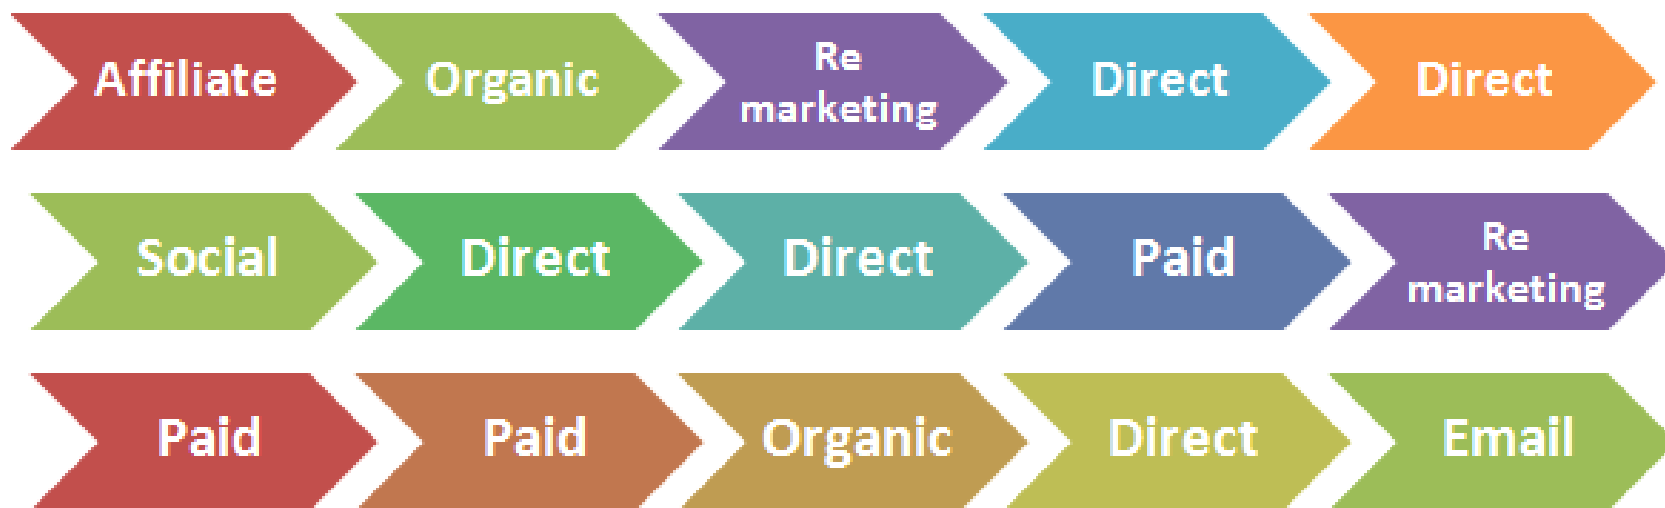 Affiliate
Organic
Re
marketing
Direct
Direct
Social
Direct
Direct
Paid
Re
marketing
Paid
Paid
Organic
Direct
Email